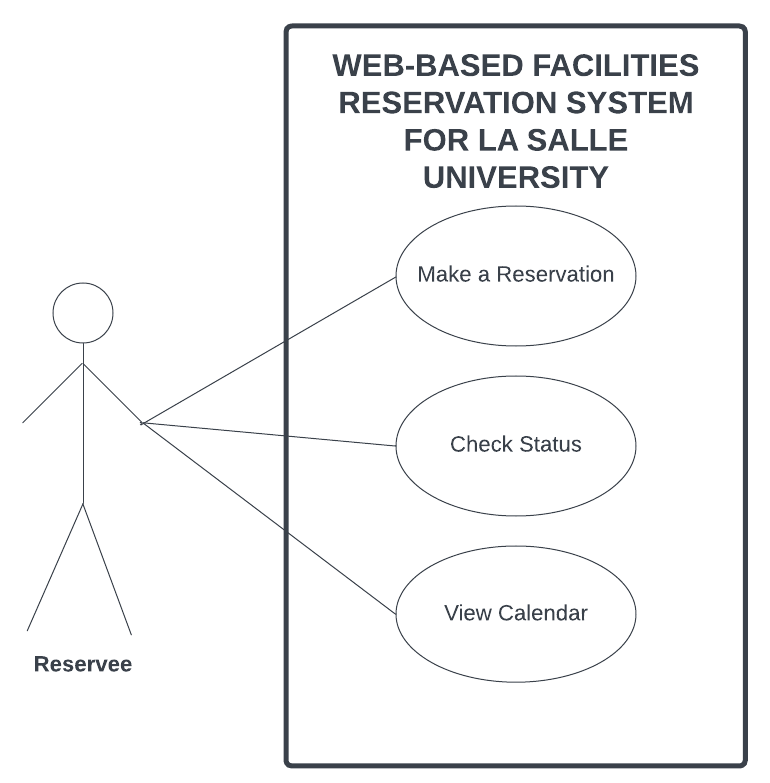 WEB-BASED FACILITIES
RESERVATION SYSTEM
FOR LA SALLE
UNIVERSITY
Make a Reservation
Check Status
View Calendar
Reservee